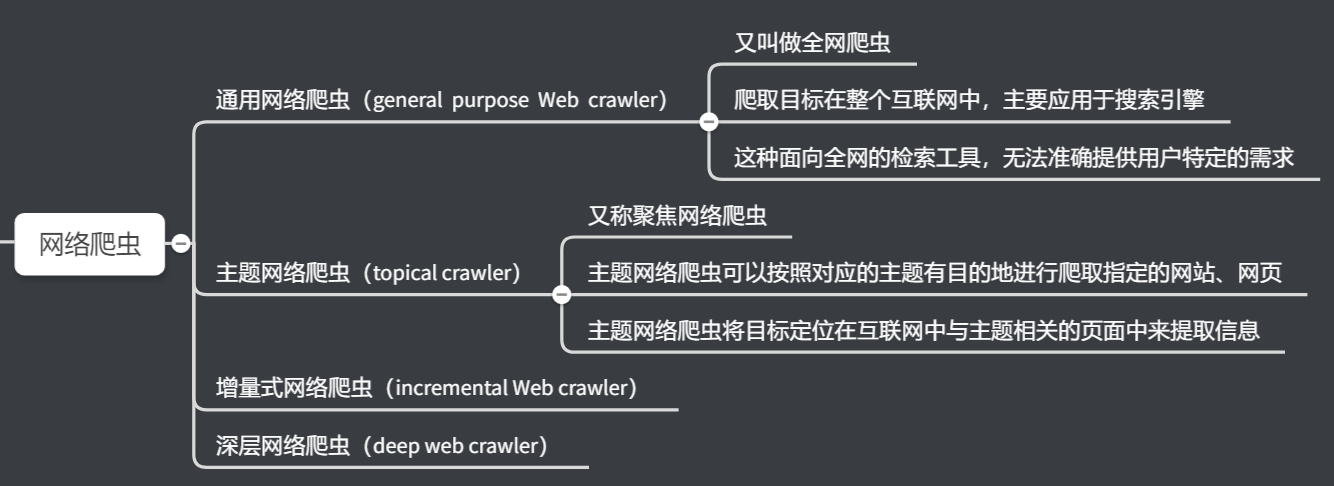 又叫做全网爬虫
通用网络爬虫（general purpose Web crawler）
爬取目标在整个互联网中，主要应用于搜索引擎
这种面向全网的检索工具，无法准确提供用户特定的需求
又称聚焦网络爬虫
网络爬虫
主题网络爬虫（topical crawler）
主题网络爬虫可以按照对应的主题有目的地进行爬取指定的网站、网页
主题网络爬虫将目标定位在互联网中与主题相关的页面中来提取信息
增量式网络爬虫（incremental Web crawler）
深层网络爬虫（deep web crawler）